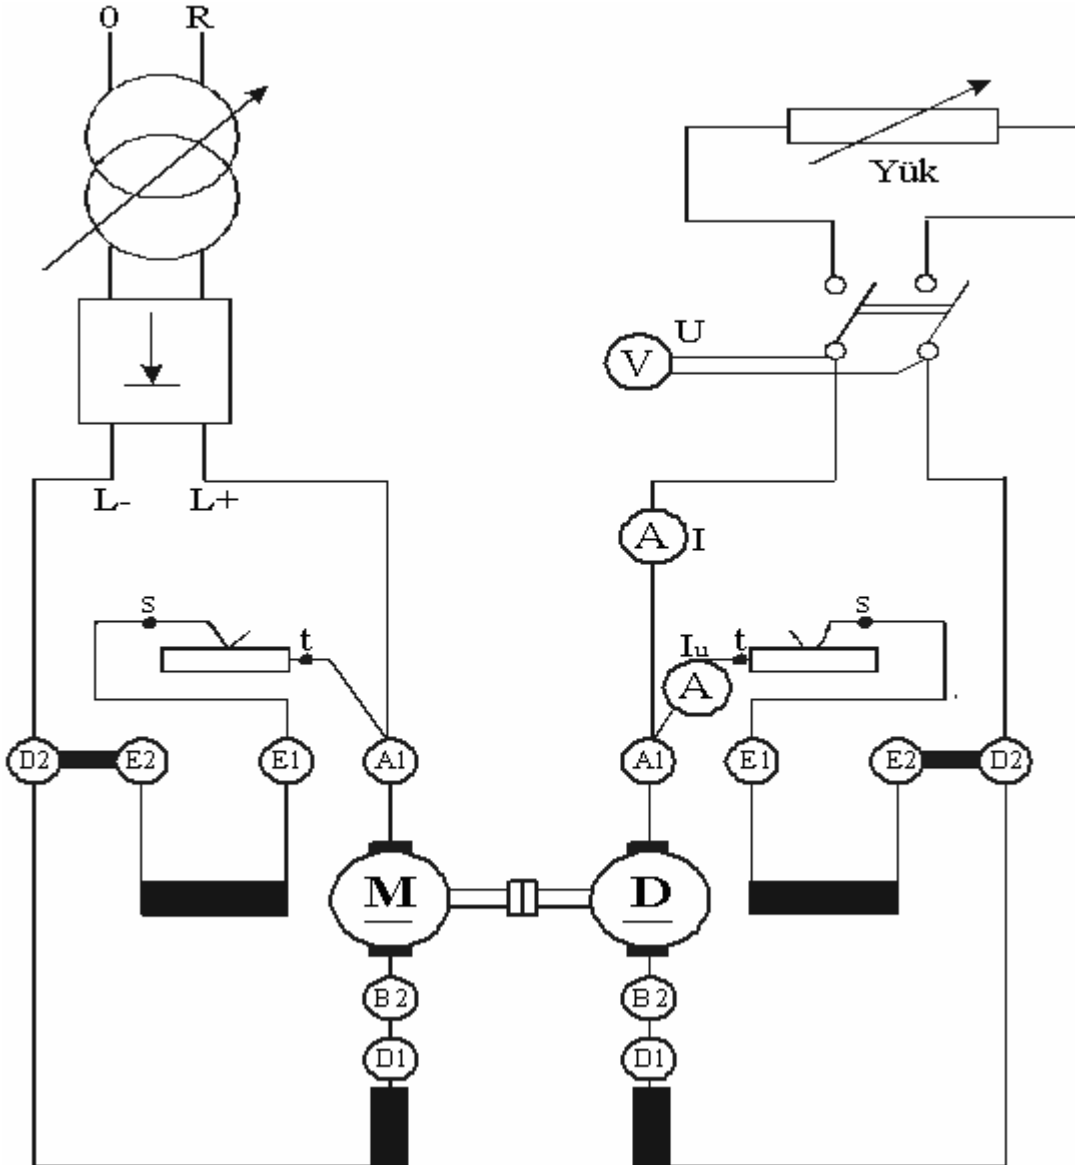 0 R
Yük
U
V
L- L+
A I
s s
t Iu t
A
D2 E2 E1 A1 A1 E1 E2 D2
M D
B2 B2
D1 D1